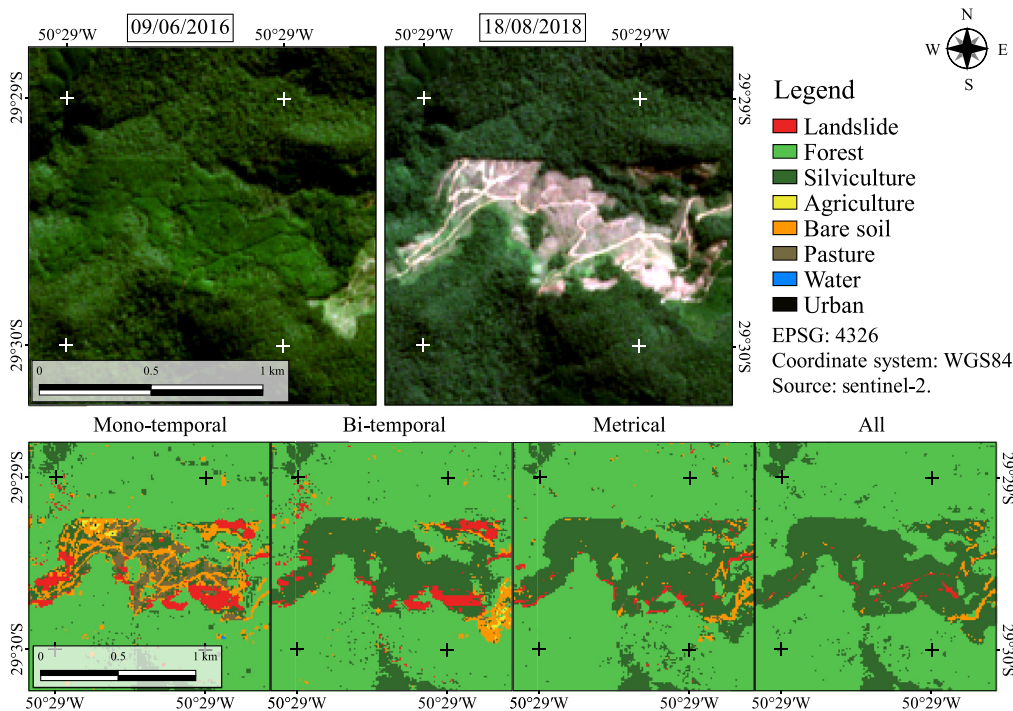 09/06/2016
18/08/2018
N
W E
S
50°29'W 50°29'W 50°29'W 50°29'W
29°29'S
29°30'S
29°29'S
29°30'S
0 0.5 1 km
Legend
Landslide
Forest
Silviculture
Agriculture
Bare soil
Pasture
Water
Urban
EPSG: 4326
Coordinate system: WGS84
Source: sentinel-2.
Mono-temporal Bi-temporal Metrical All
29°29'S
29°30'S
29°29'S
29°30'S
0 0.5 1 km
50°29'W 50°29'W 50°29'W 50°29'W 50°29'W 50°29'W 50°29'W 50°29'W